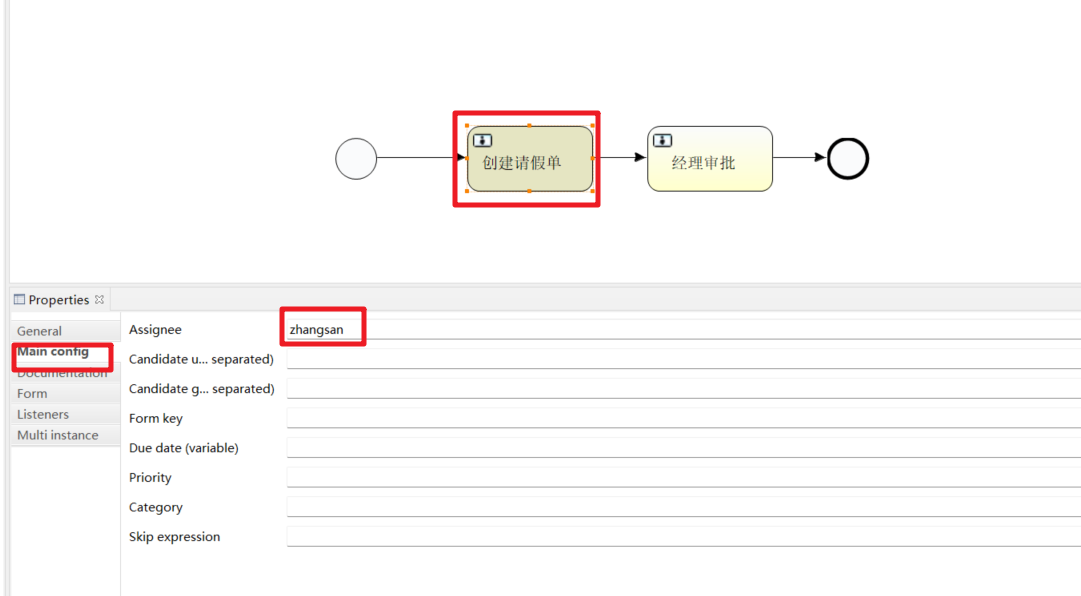 创建请假单
经理审批
Properties
General
Main config
Documentation
Form
Listeners
Multi instance
Assignee
zhangsan
Candidate u... separated)
Candidate g... separated)
Form key
Due date (variable)
Priority
Category
Skip expression